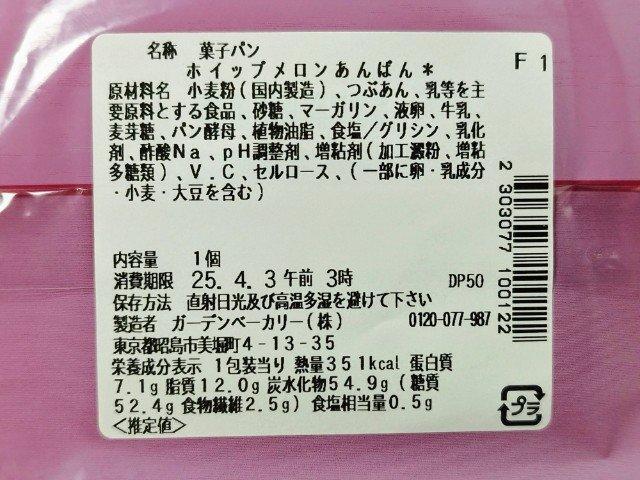 名称 菓子パン
F 1
ホイップメロンあんぱん*
原材料名 小麦粉(国内製造)、つぶあん、乳等を主
要原料とする食品、砂糖、マーガリン、液卵、牛乳、
麦芽糖、パン酵母、植物油脂、食塩/グリシン、乳化
剤、酢酸Na、pH調整剤、増粘剤(加工澱粉、増粘
多糖類)、V.C、セルロース、(一部に卵・乳成分
・小麦・大豆を含む)
2 303077 100122
内容量 1個
消費期限 25.4.3午前 3時 DP50
保存方法 直射日光及び高温多湿を避けて下さい
製造者 ガーデンベーカリー(株) 0120-077-987
東京都昭島市美堀町4-13-35
栄養成分表示 1包装当り 熱量351kcal 蛋白質
7.1g脂質12.0g炭水化物54.9g(糖質
52.4g食物繊維2.5g)食塩相当量0.5g
<推定値>
プラ